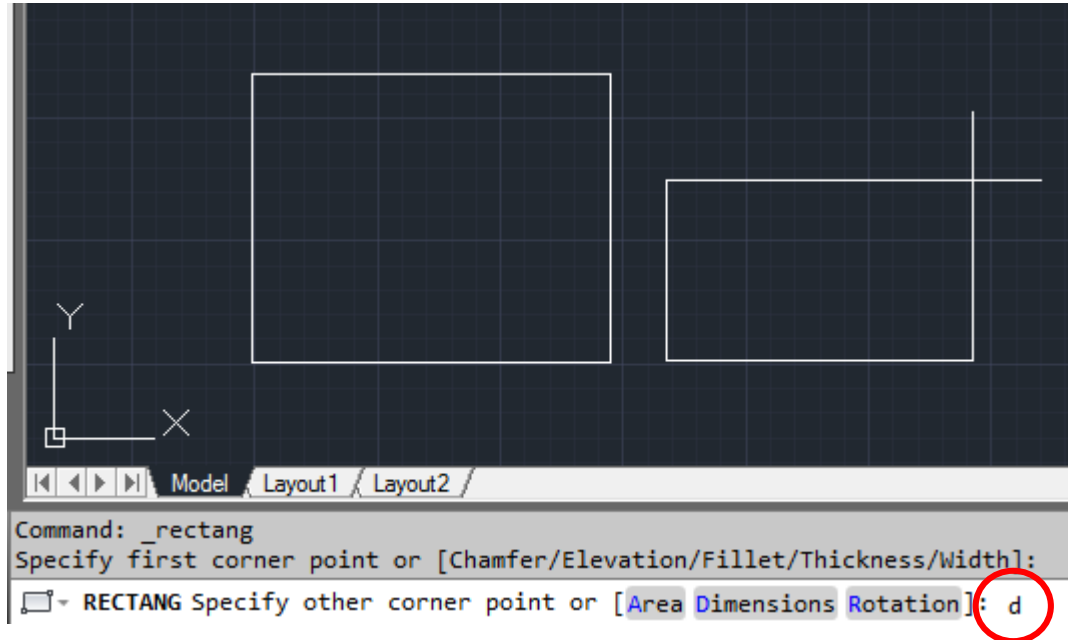 Y
X
Model Layout1 Layout2
Command: _rectang
Specify first corner point or [Chamfer/Elevation/Fillet/Thickness/Width]:
RECTANG Specify other corner point or [Area Dimensions Rotation]: d